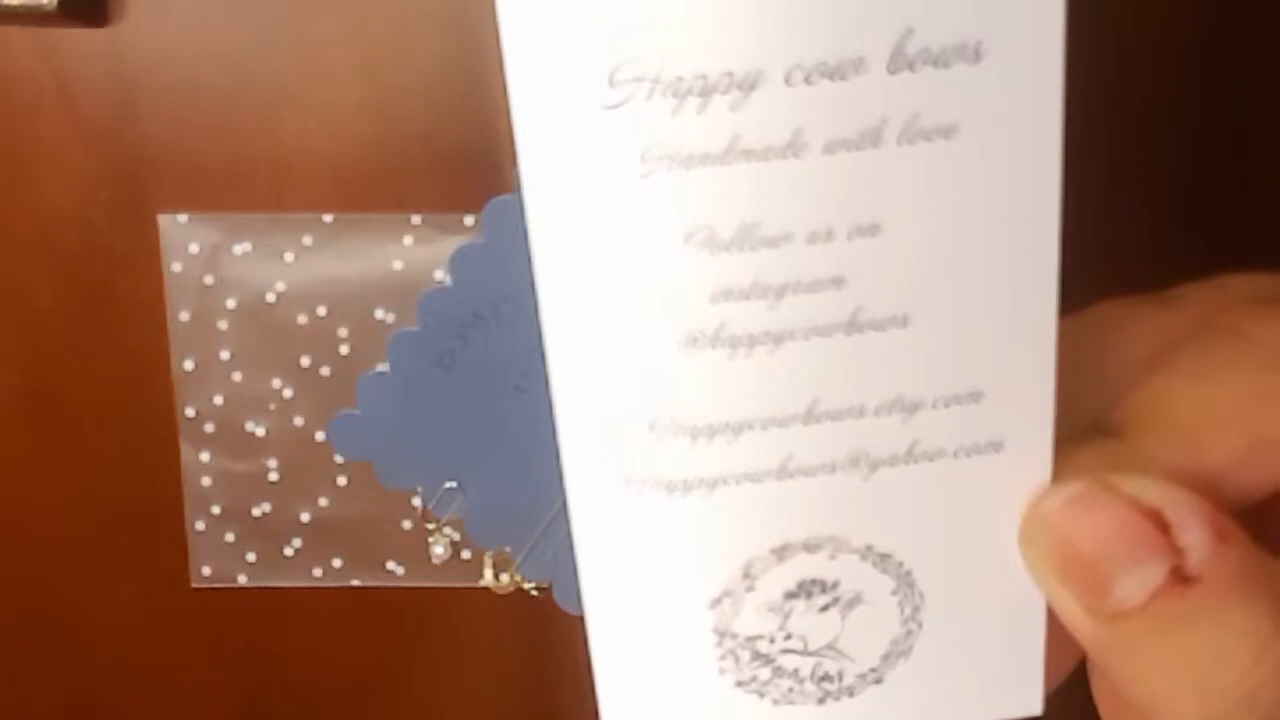 Happy cow bows
Handmade with love
Follow us on
instagram
@happycowbows
Happycowbows.etsy.com
Happycowbows@yahoo.com